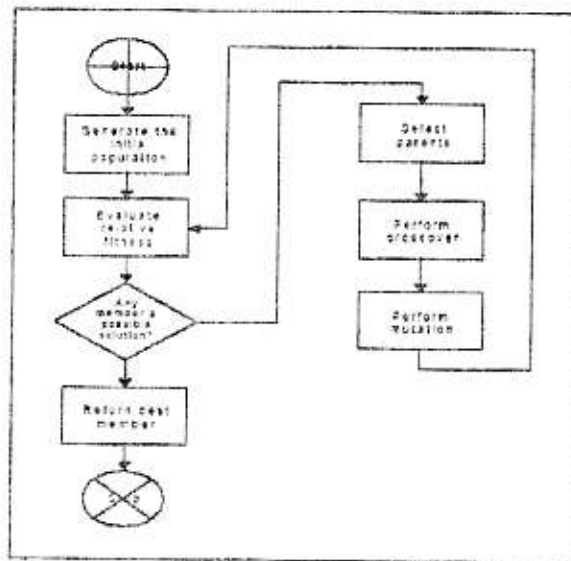 Start
Generate the
initial
population
Evaluate
relative
fitness
Any
member a
possible
solution?
Return best
member
Stop
Select
parents
Perform
crossover
Perform
mutation